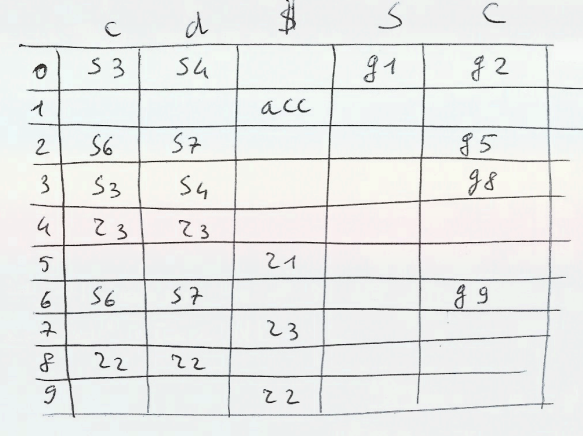 c d $ S C
0 s3 s4 g1 g2
1 acc
2 s6 s7 g5
3 s3 s4 g8
4 r3 r3
5 r1
6 s6 s7 g9
7 r3
8 r2 r2
9 r2